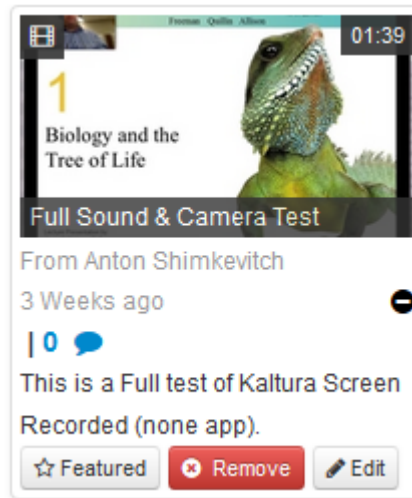 Freeman Quillin Allison
01:39
1
Biology and the
Tree of Life
Full Sound & Camera Test
From Anton Shimkevitch
3 Weeks ago
| 0
This is a Full test of Kaltura Screen
Recorded (none app).
Featured Remove Edit